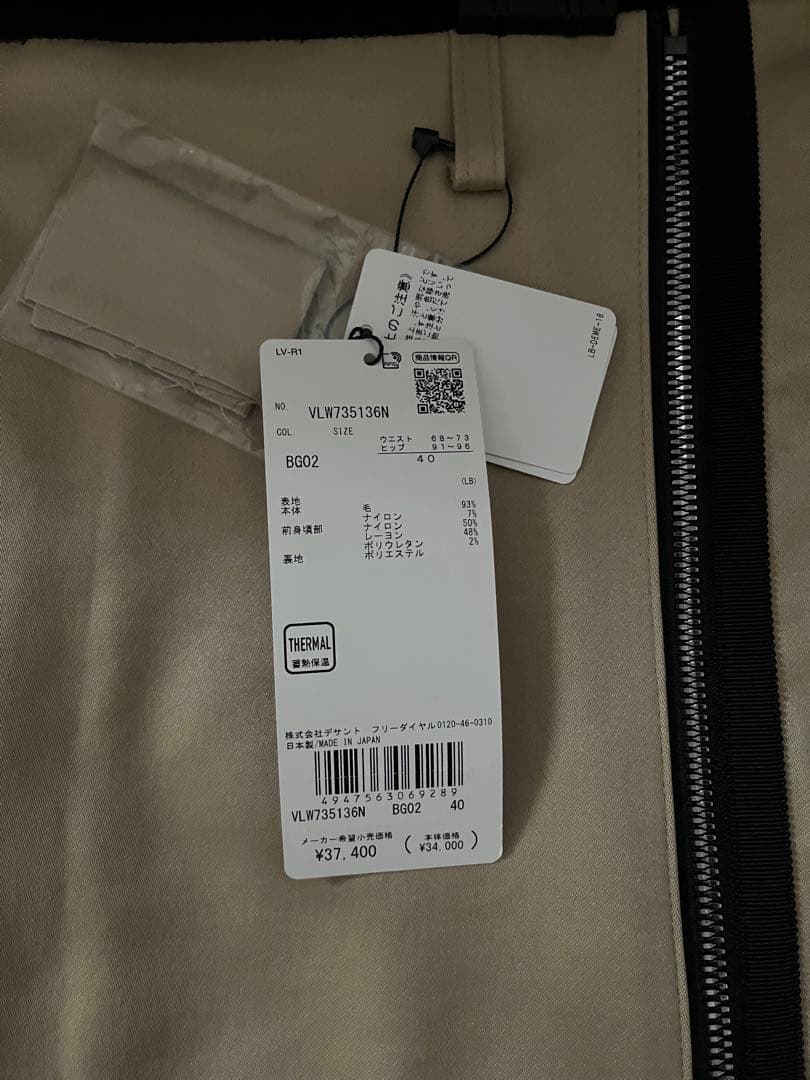 とのご注意》
LB-DEME-18
LV-R1
商品情報QR
NO. VLW735136N
COL. SIZE
ウエスト 68～73
ヒップ 91～96
BG02 40
(LB)
表地
本体 毛 93%
ナイロン 7%
前身頃部 ナイロン 50%
レーヨン 48%
ポリウレタン 2%
裏地 ポリエステル
THERMAL
蓄熱保温
株式会社デサント フリーダイヤル0120-46-0310
日本製/MADE IN JAPAN
4947563069289
VLW735136N BG02 40
メーカー希望小売価格 (本体価格
¥37,400 ¥34,000)